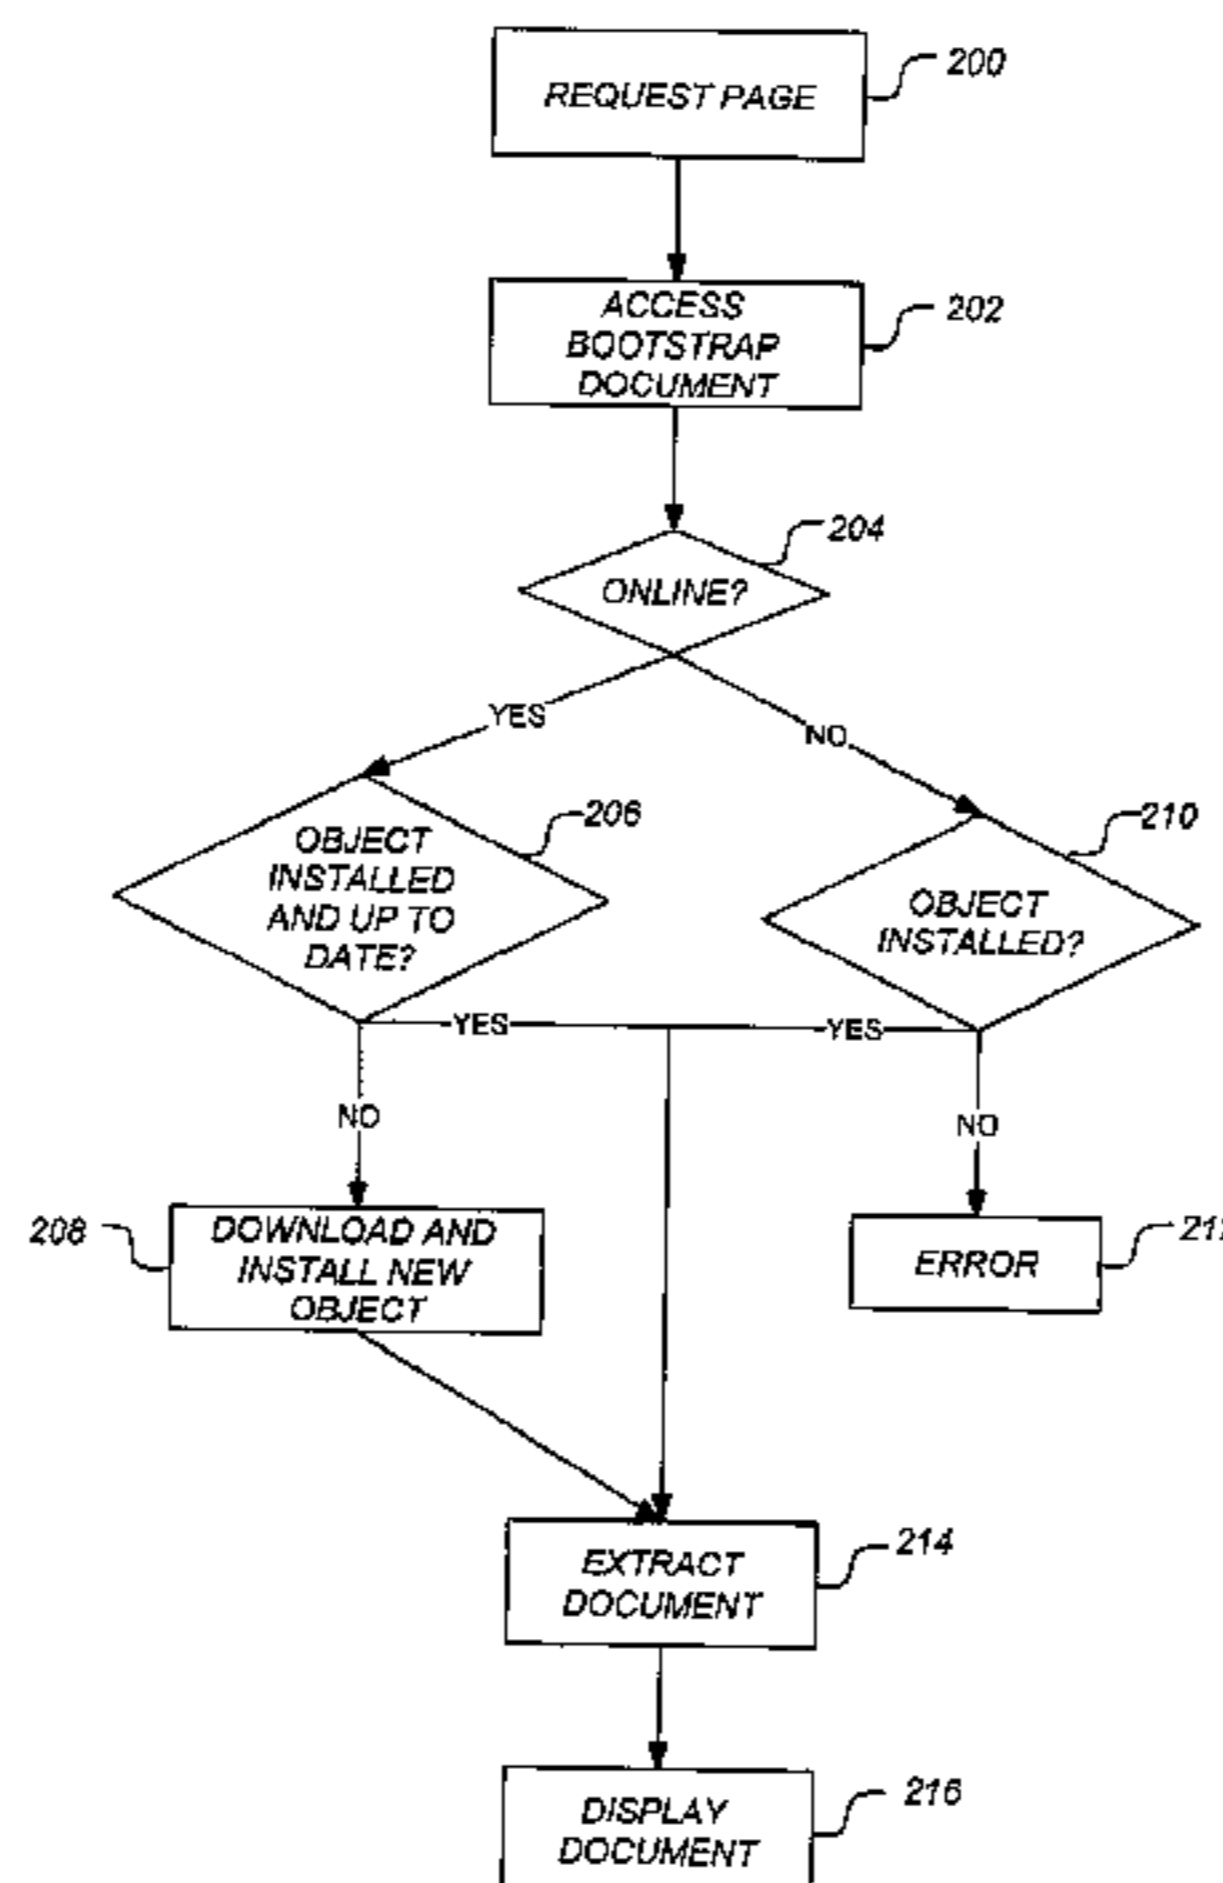 REQUEST PAGE
200
ACCESS
BOOTSTRAP
DOCUMENT
202
204
ONLINE?
YES
NO
206
OBJECT
INSTALLED
AND UP TO
DATE?
210
OBJECT
INSTALLED?
YES
YES
NO
NO
208
DOWNLOAD AND
INSTALL NEW
OBJECT
ERROR
EXTRACT
DOCUMENT
214
DISPLAY
DOCUMENT
216